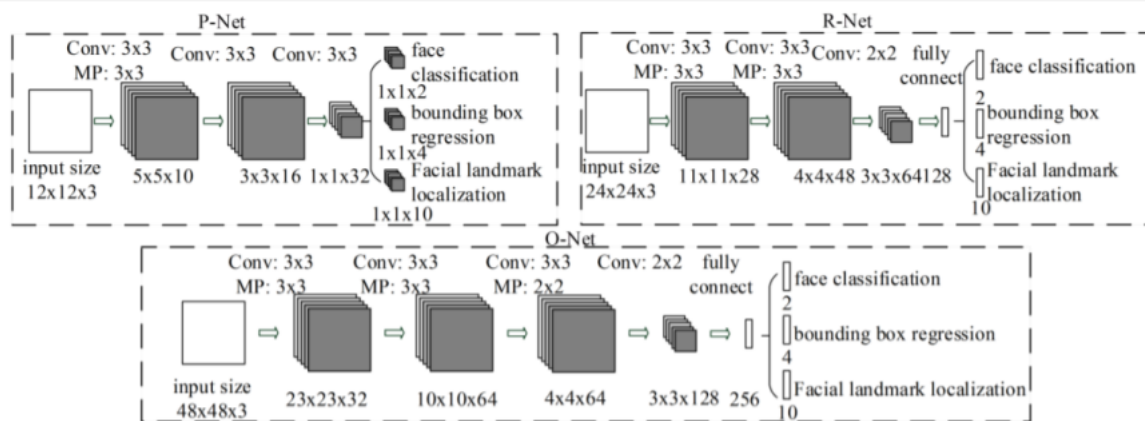 P-Net
Conv: 3x3
MP: 3x3
Conv: 3x3
Conv: 3x3
face
classification
1x1x2
bounding box
regression
1x1x4
Facial landmark
localization
1x1x10
input size
12x12x3
5x5x10
3x3x16
1x1x32
R-Net
Conv: 3x3
MP: 3x3
Conv: 3x3
MP: 3x3
Conv: 2x2
fully
connect
face classification
2
bounding box
regression
4
Facial landmark
localization
10
input size
24x24x3
11x11x28
4x4x48
3x3x64
128
O-Net
Conv: 3x3
MP: 3x3
Conv: 3x3
MP: 3x3
Conv: 3x3
MP: 2x2
Conv: 2x2
fully
connect
face classification
2
bounding box regression
4
Facial landmark localization
10
input size
48x48x3
23x23x32
10x10x64
4x4x64
3x3x128
256